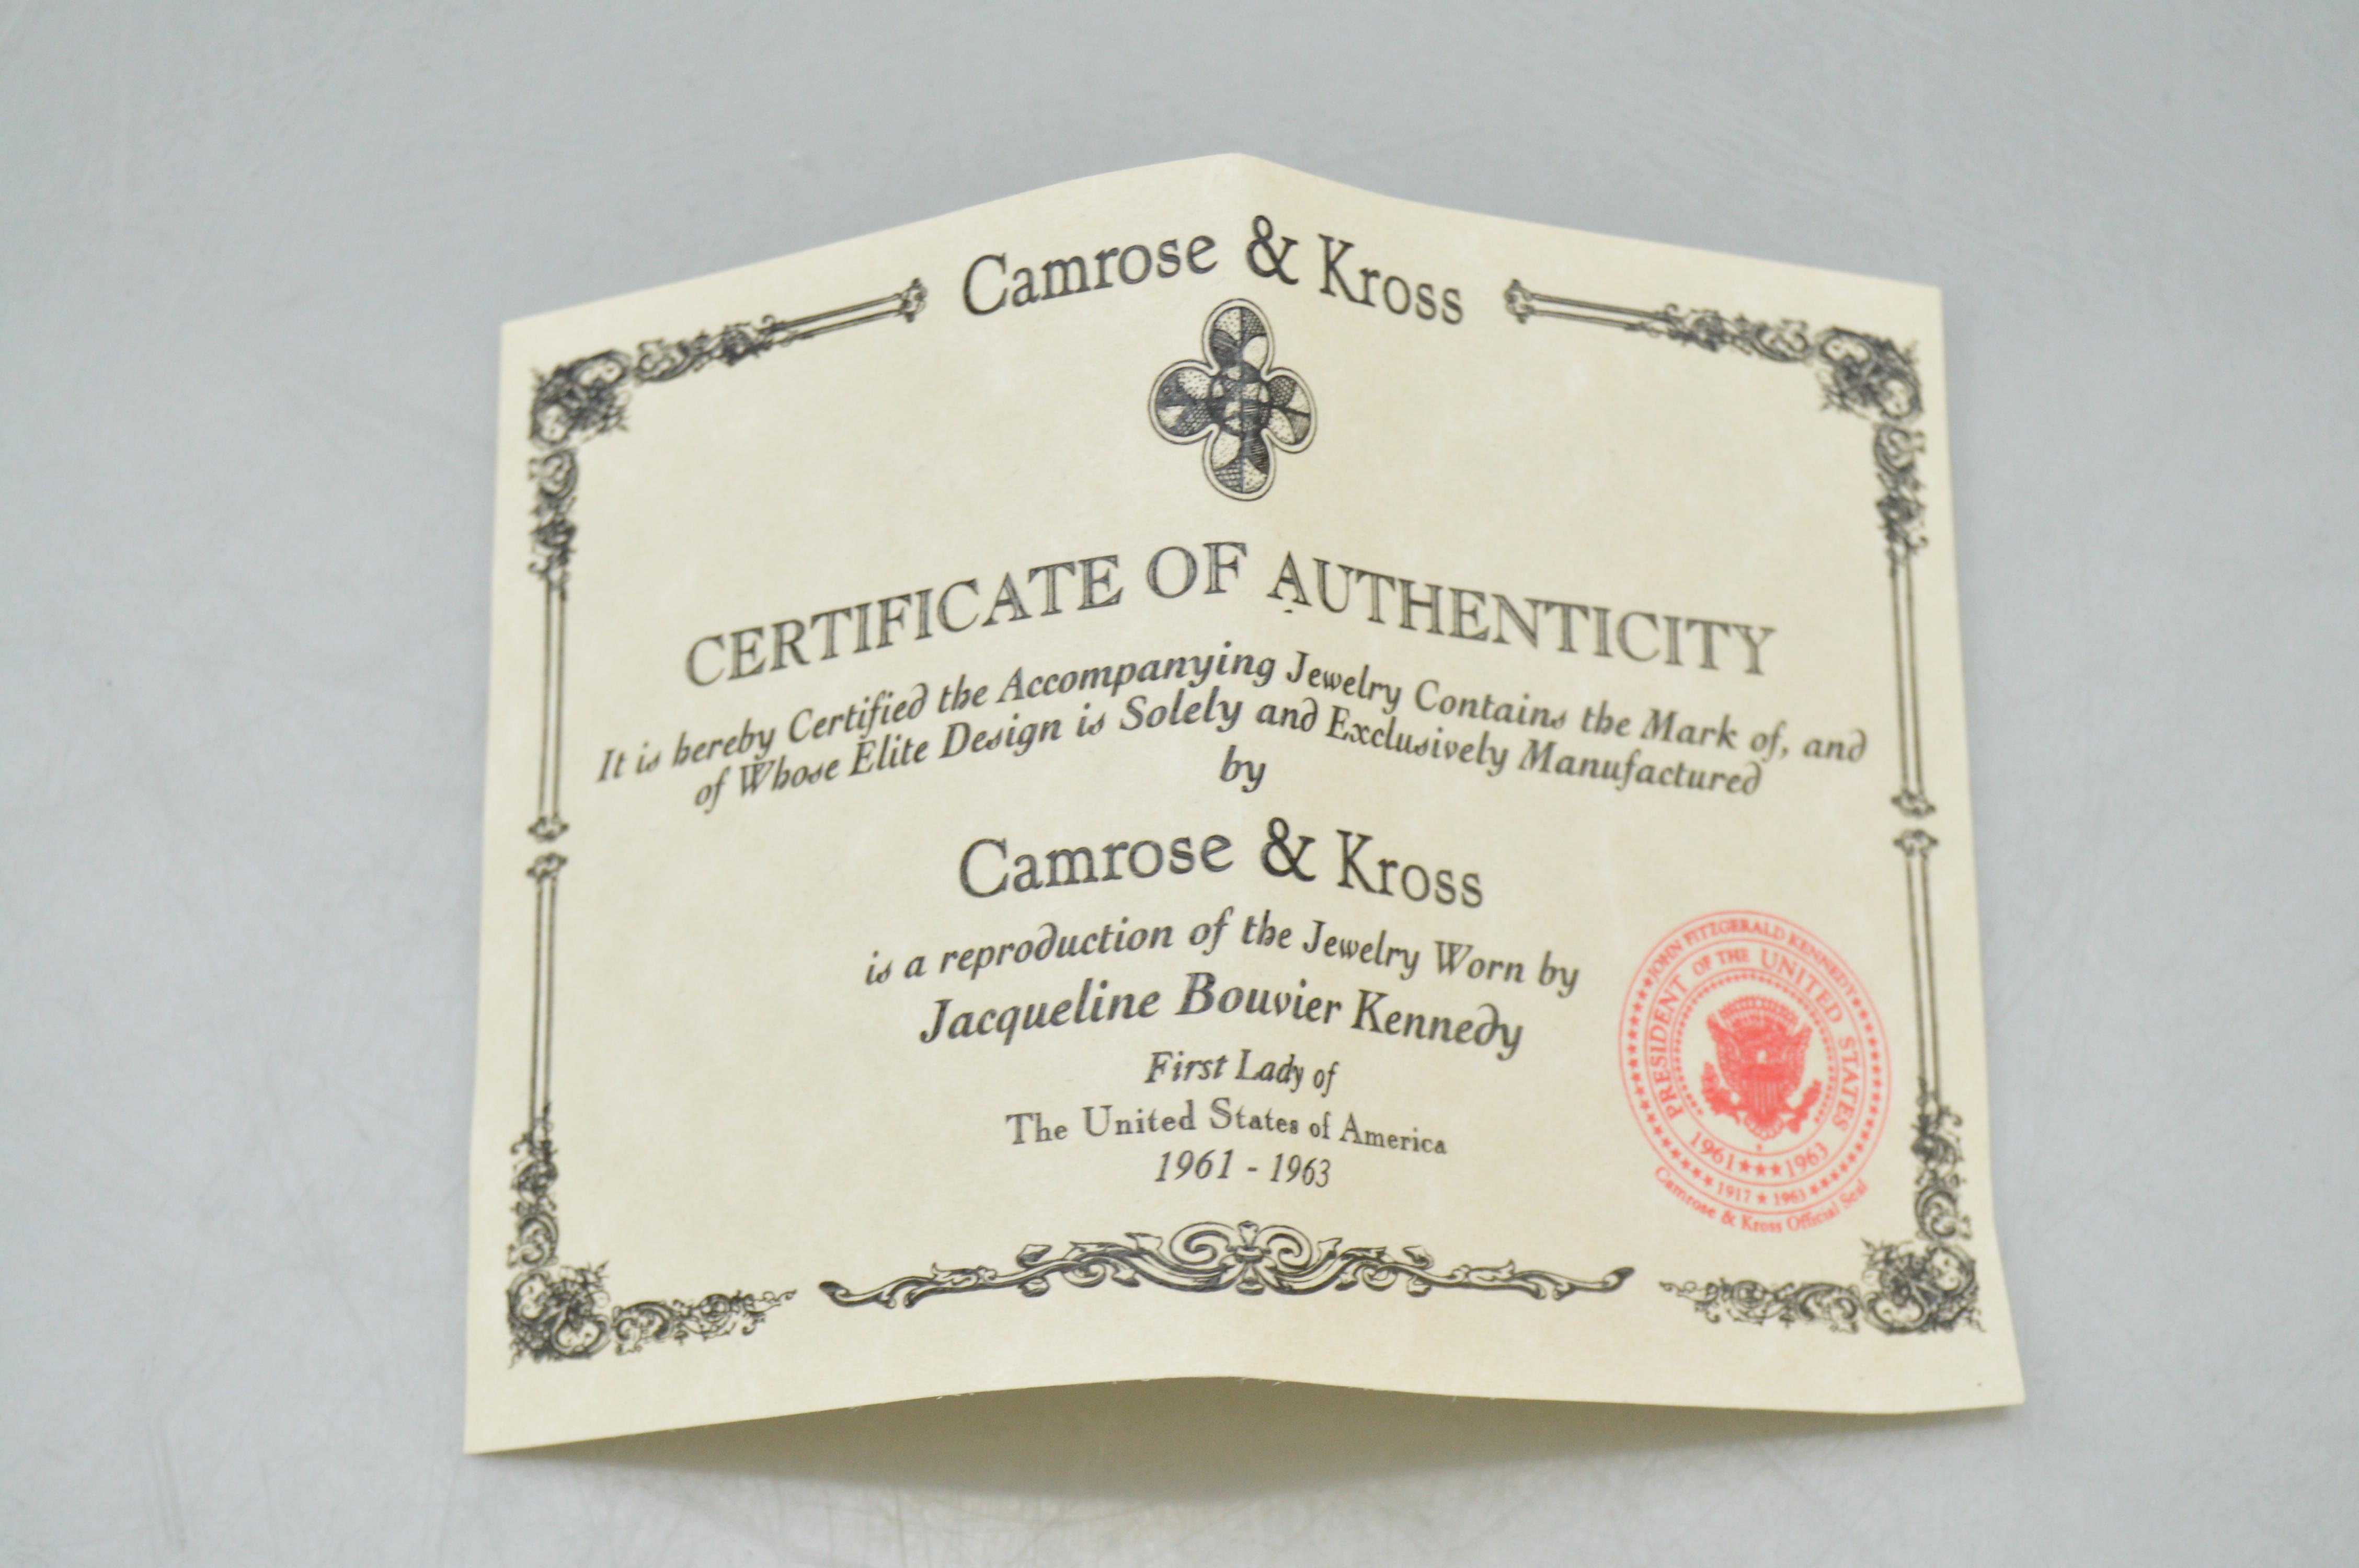 Camrose & Kross
CERTIFICATE OF AUTHENTICITY
It is hereby Certified the Accompanying Jewelry Contains the Mark of, and
of Whose Elite Design is Solely and Exclusively Manufactured
by
Camrose & Kross
is a reproduction of the Jewelry Worn by
Jacqueline Bouvier Kennedy
First Lady of
The United States of America
1961 - 1963
JOHN FITZGERALD KENNEDY
PRESIDENT OF THE UNITED STATES
1961★★★1963
1917 ★ 1963
Camrose & Kross Official Seal